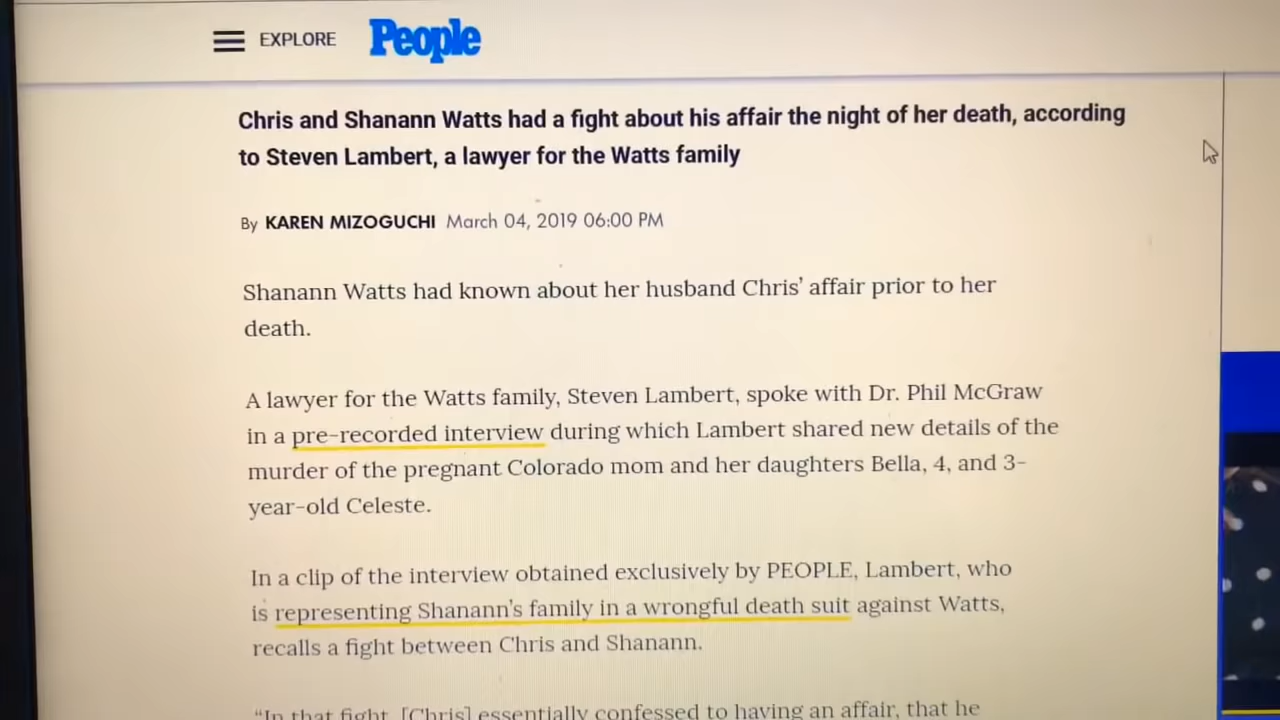 EXPLORE People
Chris and Shanann Watts had a fight about his affair the night of her death, according
to Steven Lambert, a lawyer for the Watts family
By KAREN MIZOGUCHI March 04, 2019 06:00 PM
Shanann Watts had known about her husband Chris’ affair prior to her
death.
A lawyer for the Watts family, Steven Lambert, spoke with Dr. Phil McGraw
in a pre-recorded interview during which Lambert shared new details of the
murder of the pregnant Colorado mom and her daughters Bella, 4, and 3-
year-old Celeste.
In a clip of the interview obtained exclusively by PEOPLE, Lambert, who
is representing Shanann’s family in a wrongful death suit against Watts,
recalls a fight between Chris and Shanann.
“In that fight, [Chris] essentially confessed to having an affair, that he